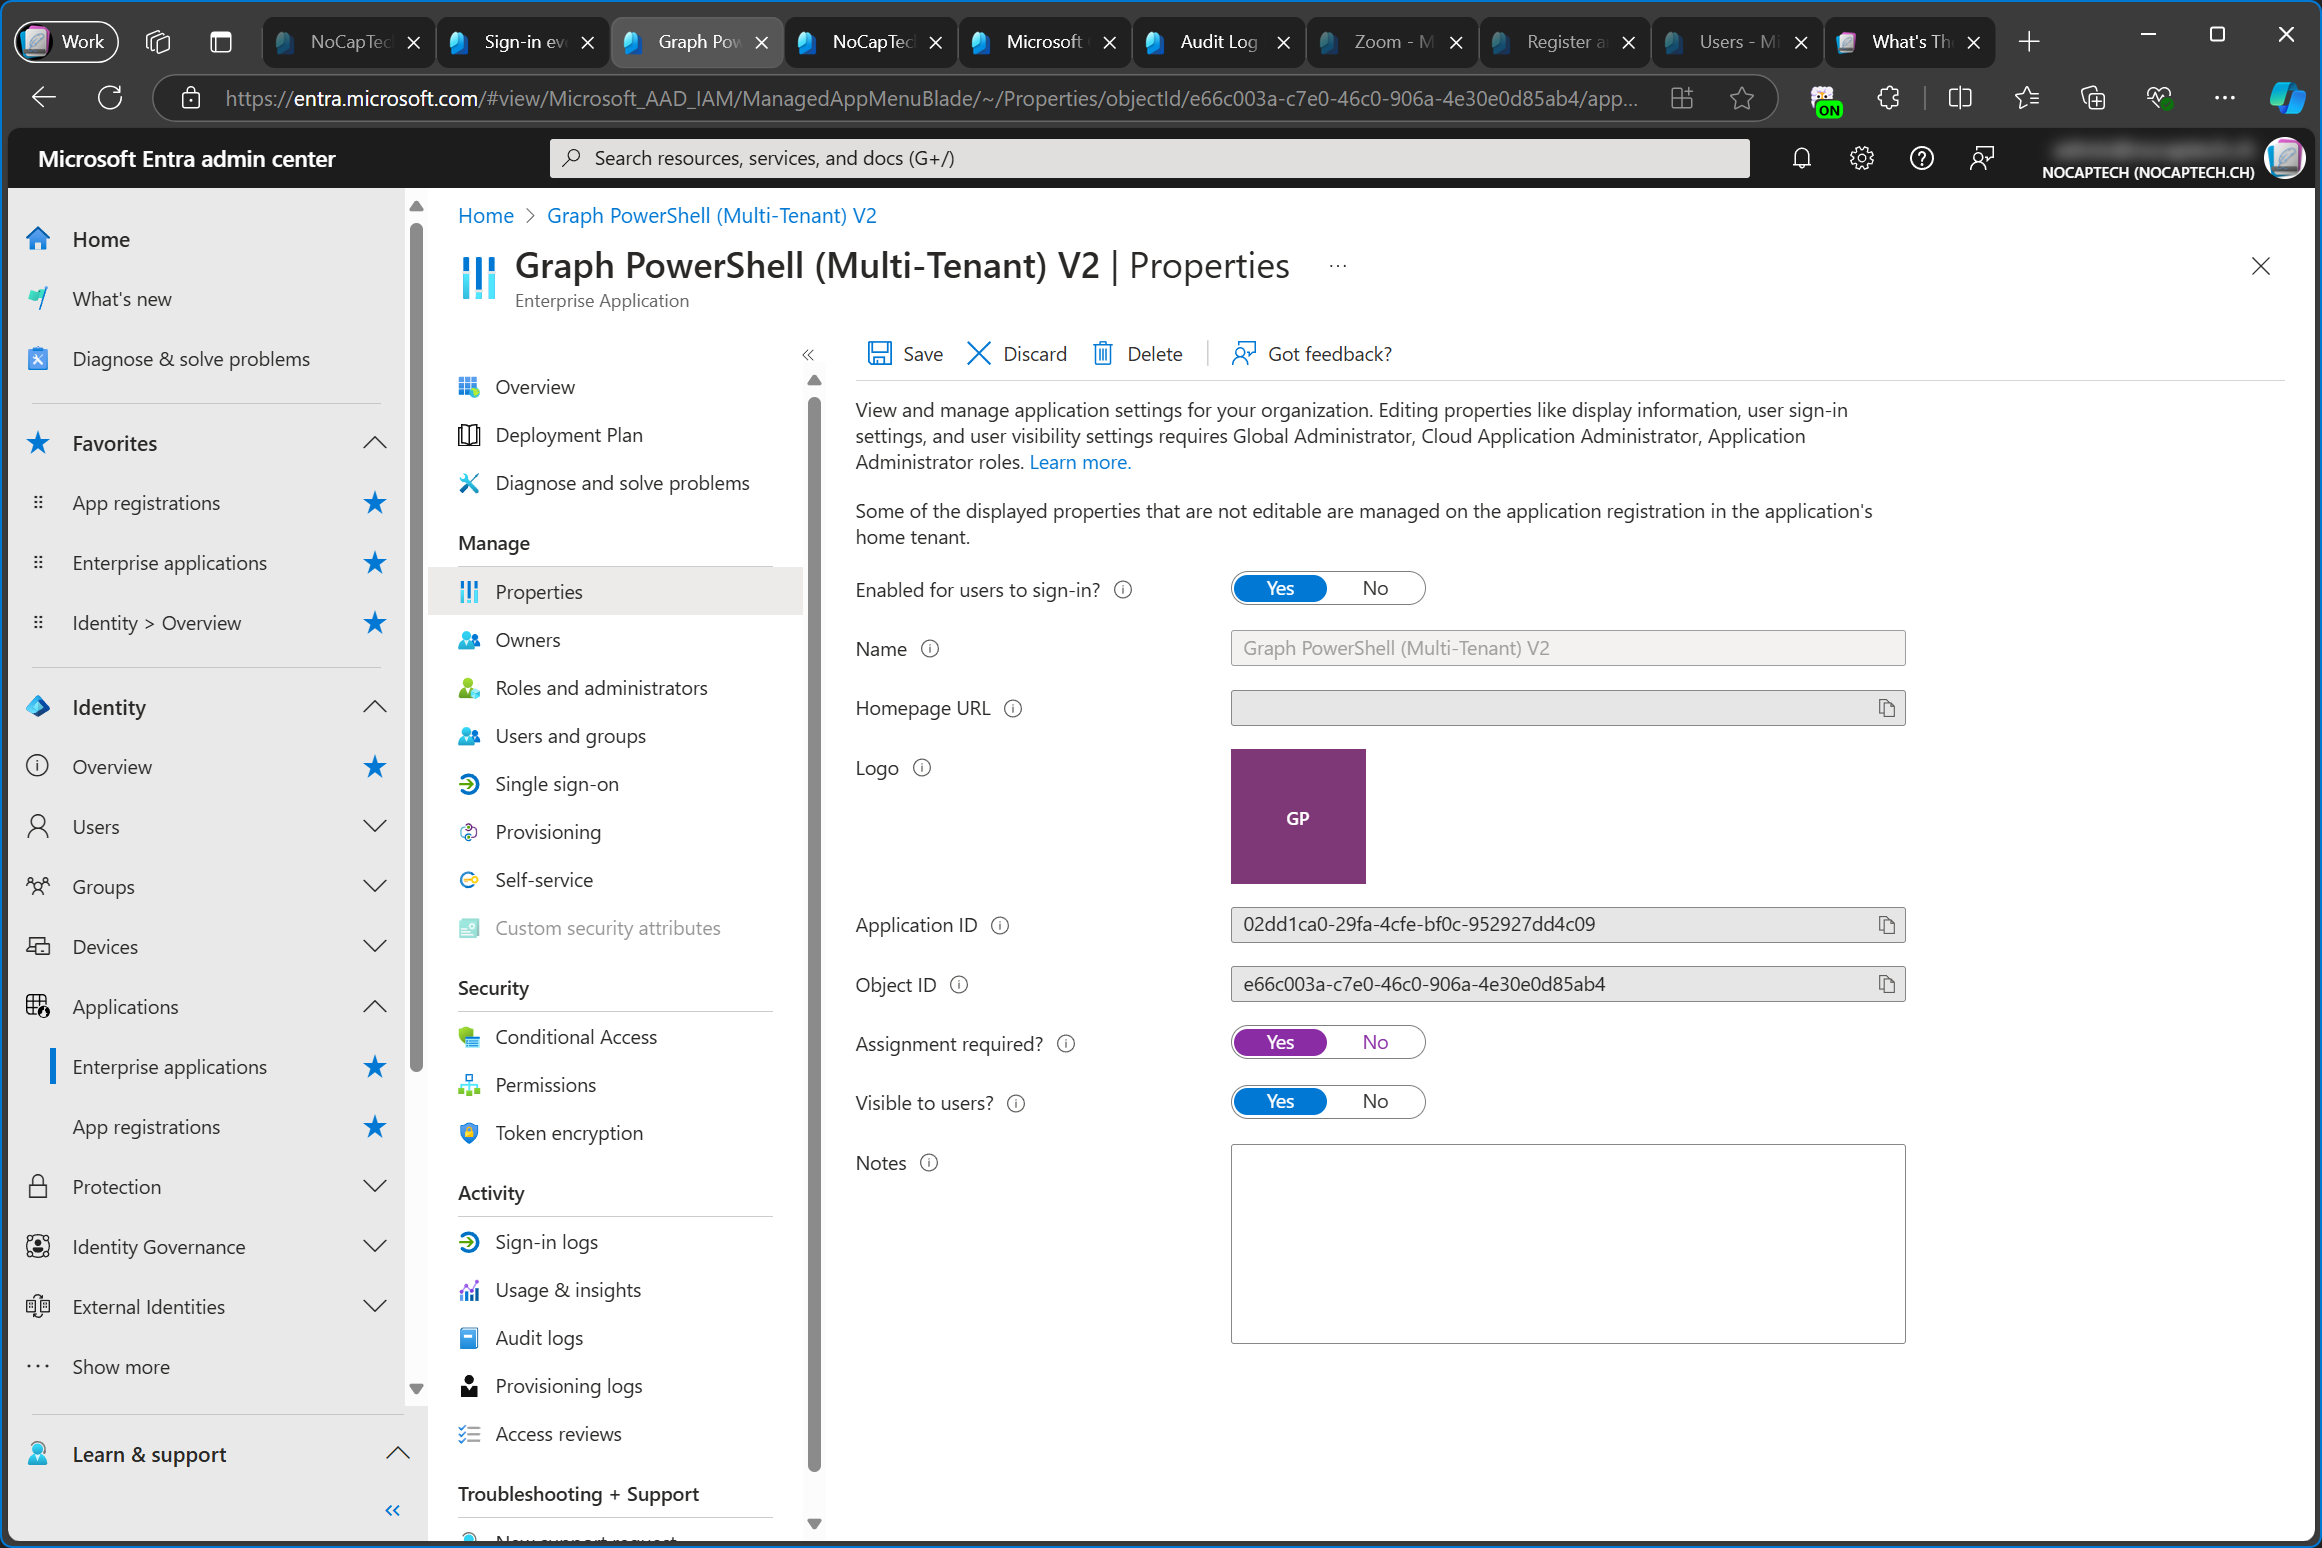 Work
NoCapTec
Sign-in ev
Graph Pow
NoCapTec
Microsoft
Audit Log
Zoom - M
Register a
Users - Mi
What's Th
https://entra.microsoft.com/#view/Microsoft_AAD_IAM/ManagedAppMenuBlade/~/Properties/objectId/e66c003a-c7e0-46c0-906a-4e30e0d85ab4/app...
ON
Microsoft Entra admin center
Search resources, services, and docs (G+/)
NOCAPTECH (NOCAPTECH.CH)
Home
What's new
Diagnose & solve problems
Favorites
App registrations
Enterprise applications
Identity > Overview
Identity
Overview
Users
Groups
Devices
Applications
Enterprise applications
App registrations
Protection
Identity Governance
External Identities
Show more
Learn & support
Home > Graph PowerShell (Multi-Tenant) V2
Graph PowerShell (Multi-Tenant) V2 | Properties
Enterprise Application
Overview
Deployment Plan
Diagnose and solve problems
Manage
Properties
Owners
Roles and administrators
Users and groups
Single sign-on
Provisioning
Self-service
Custom security attributes
Security
Conditional Access
Permissions
Token encryption
Activity
Sign-in logs
Usage & insights
Audit logs
Provisioning logs
Access reviews
Troubleshooting + Support
New support request
Save Discard Delete Got feedback?
View and manage application settings for your organization. Editing properties like display information, user sign-in
settings, and user visibility settings requires Global Administrator, Cloud Application Administrator, Application
Administrator roles. Learn more.
Some of the displayed properties that are not editable are managed on the application registration in the application's
home tenant.
Enabled for users to sign-in? Yes No
Name Graph PowerShell (Multi-Tenant) V2
Homepage URL
Logo
GP
Application ID 02dd1ca0-29fa-4cfe-bf0c-952927dd4c09
Object ID e66c003a-c7e0-46c0-906a-4e30e0d85ab4
Assignment required? Yes No
Visible to users? Yes No
Notes